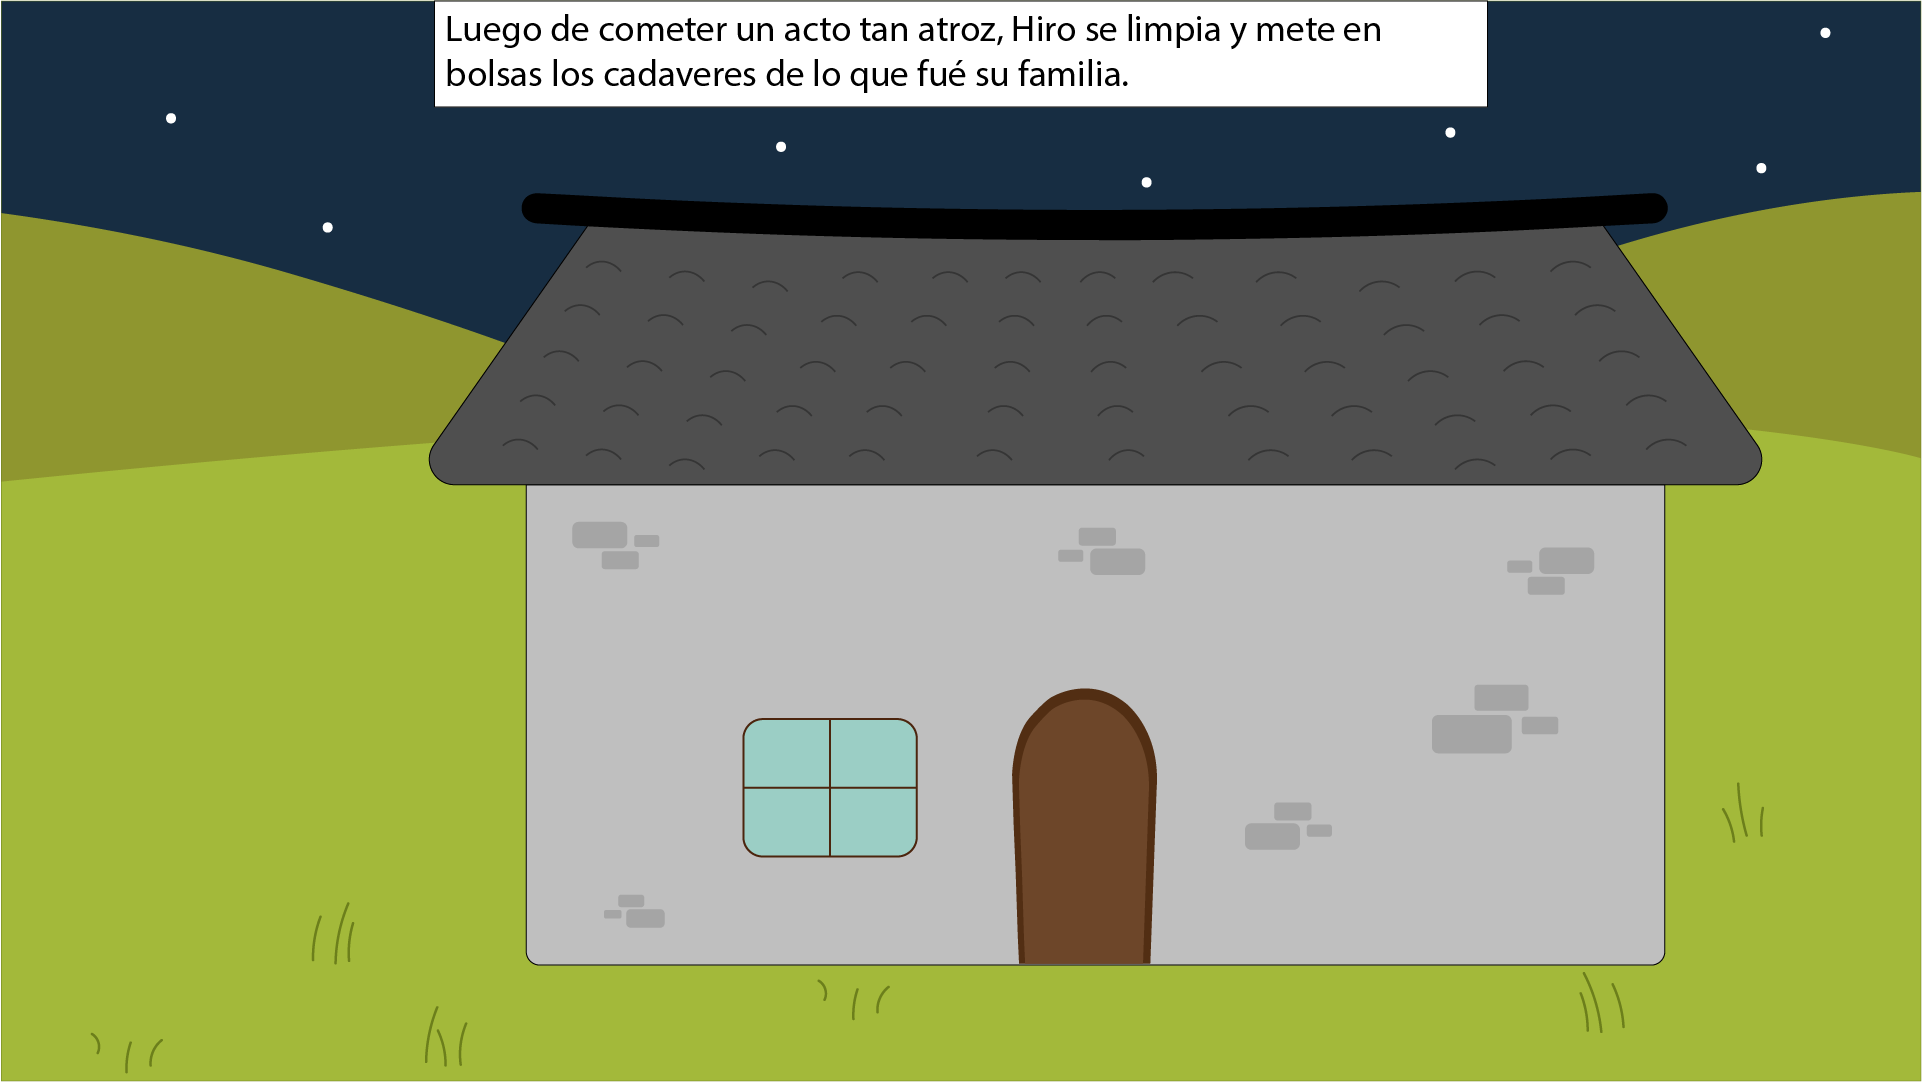 Luego de cometer un acto tan atroz, Hiro se limpia y mete en
bolsas los cadaveres de lo que fué su familia.